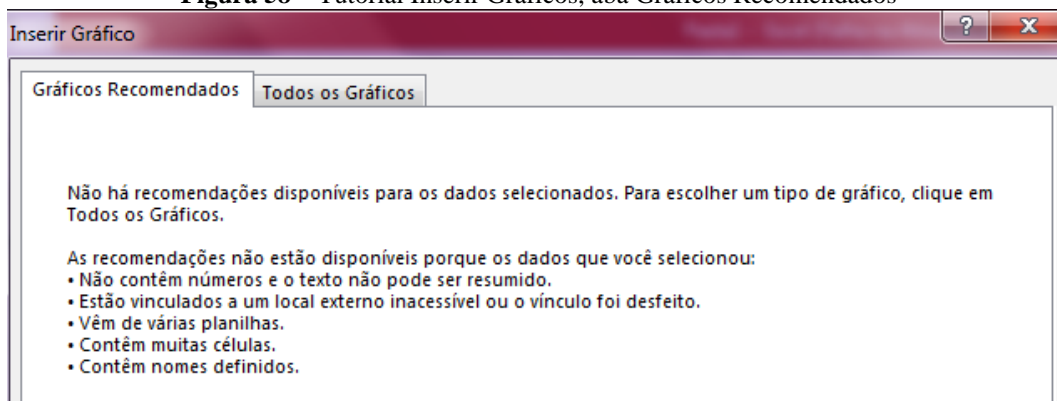 Figura 38 – Tutorial Inserir Gráficos, aba Gráficos Recomendados
Inserir Gráfico
Gráficos Recomendados
Todos os Gráficos
Não há recomendações disponíveis para os dados selecionados. Para escolher um tipo de gráfico, clique em
Todos os Gráficos.
As recomendações não estão disponíveis porque os dados que você selecionou:
• Não contêm números e o texto não pode ser resumido.
• Estão vinculados a um local externo inacessível ou o vínculo foi desfeito.
• Vêm de várias planilhas.
• Contêm muitas células.
• Contêm nomes definidos.